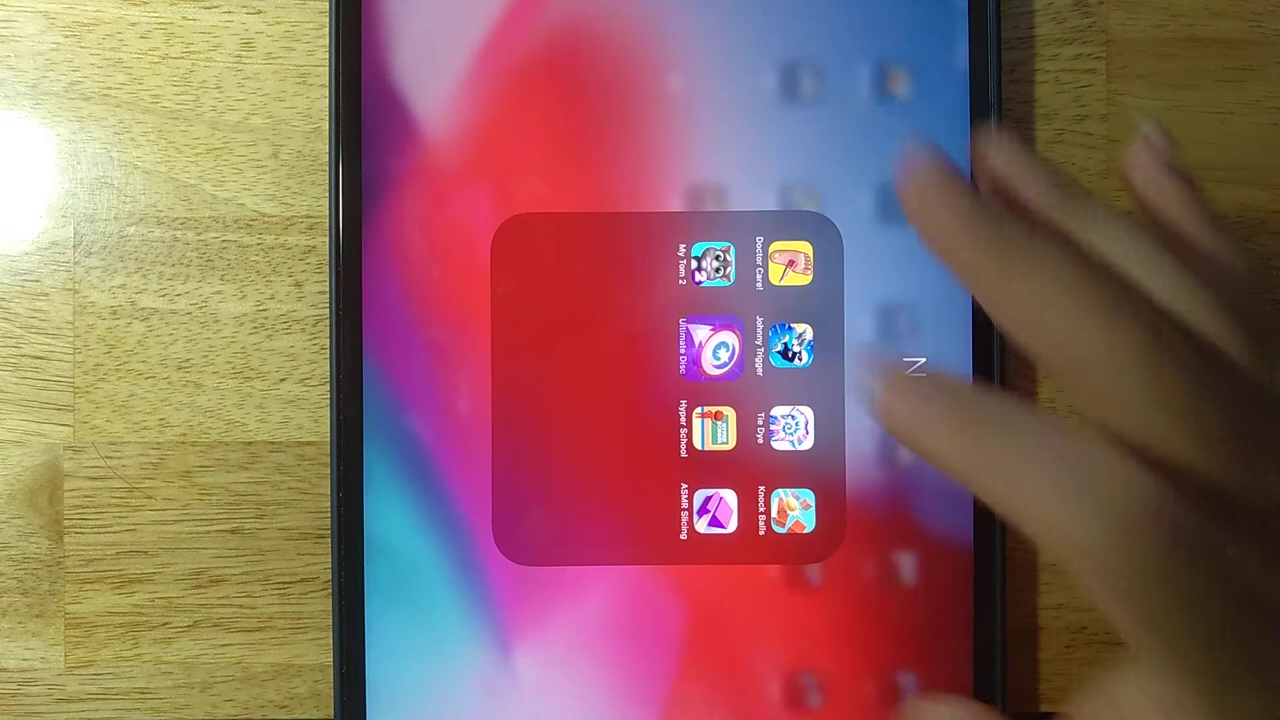 N
Doctor Care!
Johnny Trigger
Tie Dye
Knock Balls
My Tom 2
Ultimate Disc
Hyper School
ASMR Slicing